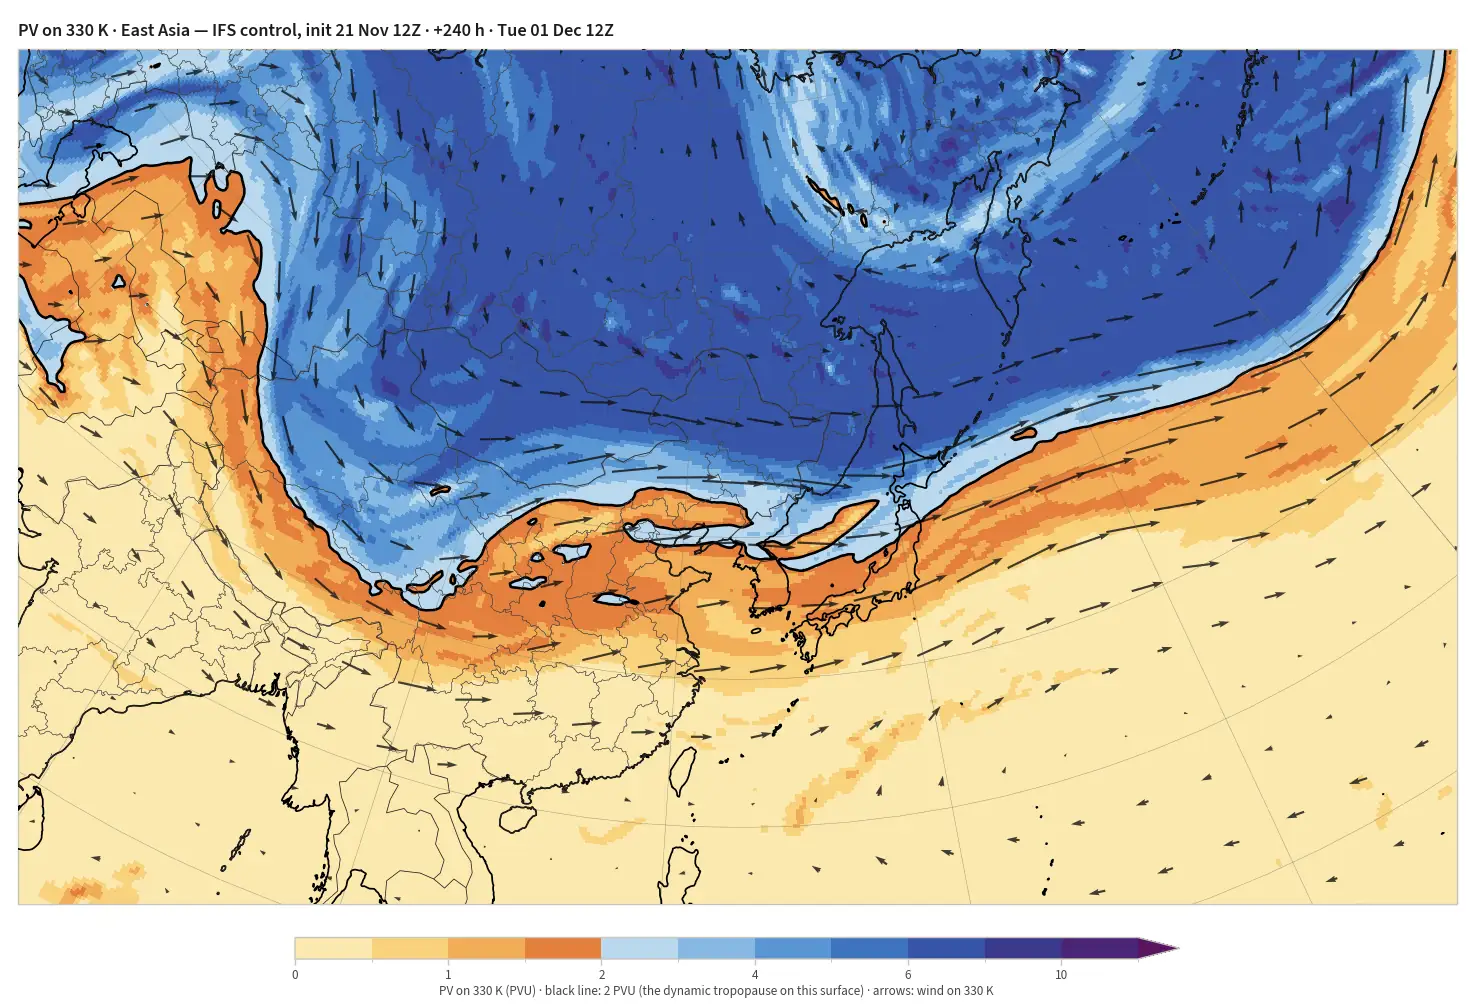 PV on 330 K · East Asia — IFS control, init 21 Nov 12Z · +240 h · Tue 01 Dec 12Z
0 1 2 4 6 10
PV on 330 K (PVU) · black line: 2 PVU (the dynamic tropopause on this surface) · arrows: wind on 330 K